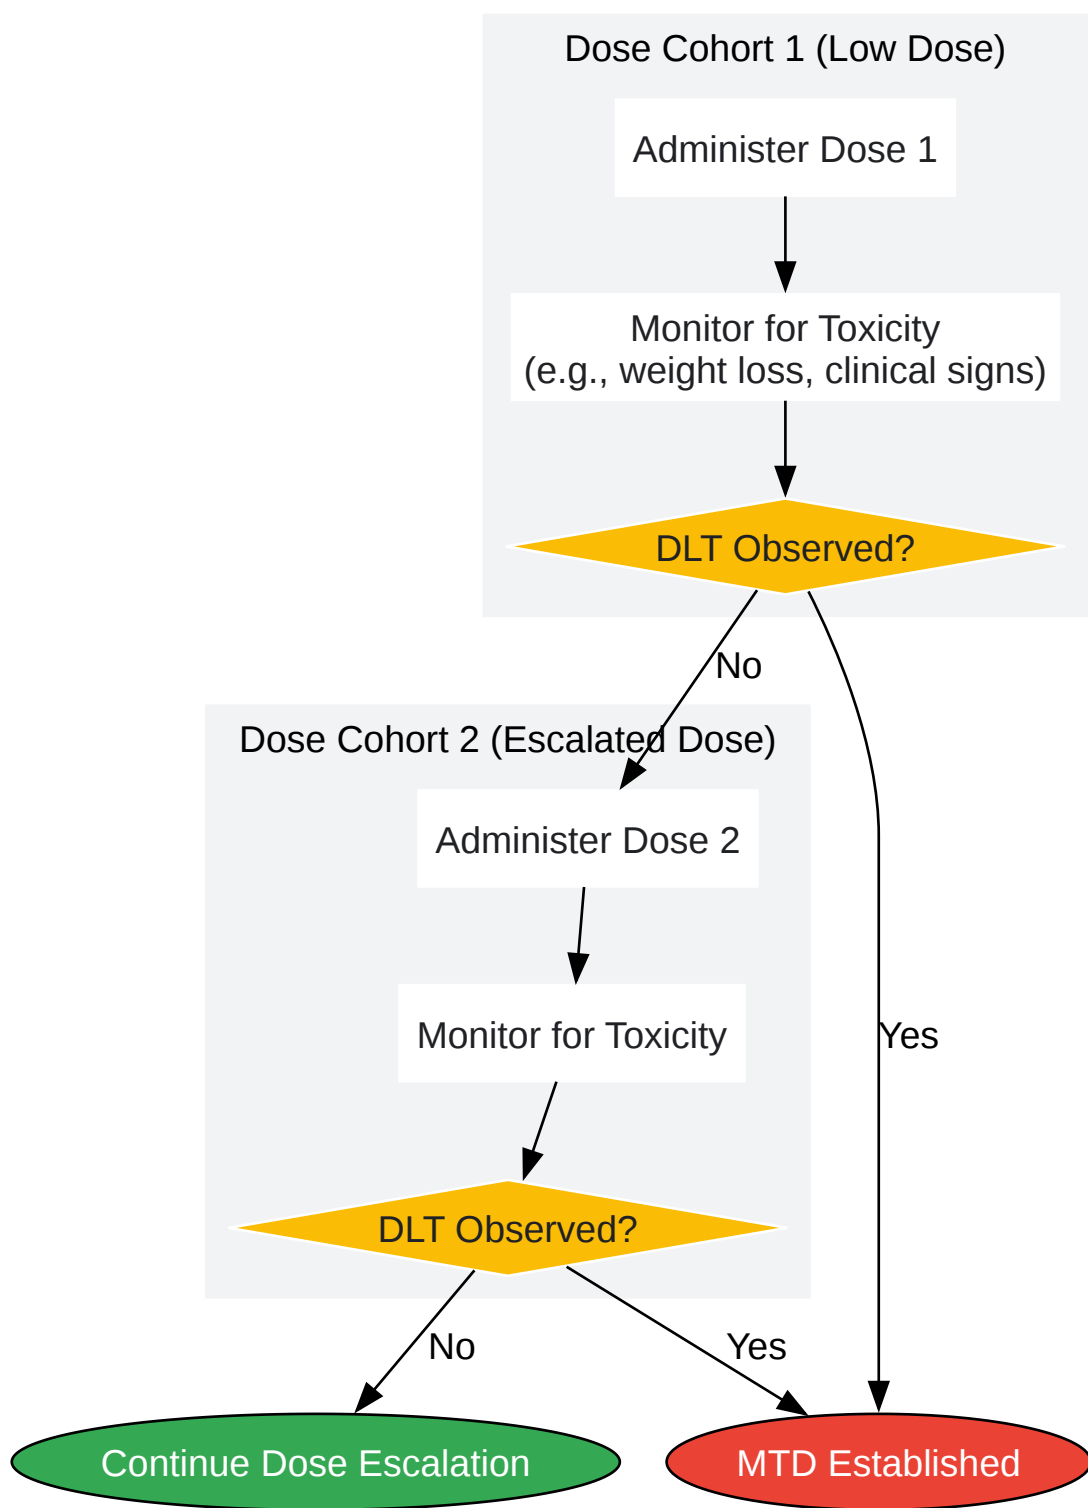 Dose Cohort 1 (Low Dose)
Administer Dose 1
Monitor for Toxicity
(e.g., weight loss, clinical signs)
DLT Observed?
No
Dose Cohort 2 (Escalated Dose)
Administer Dose 2
Monitor for Toxicity
Yes
DLT Observed?
No
Yes
Continue Dose Escalation
MTD Established